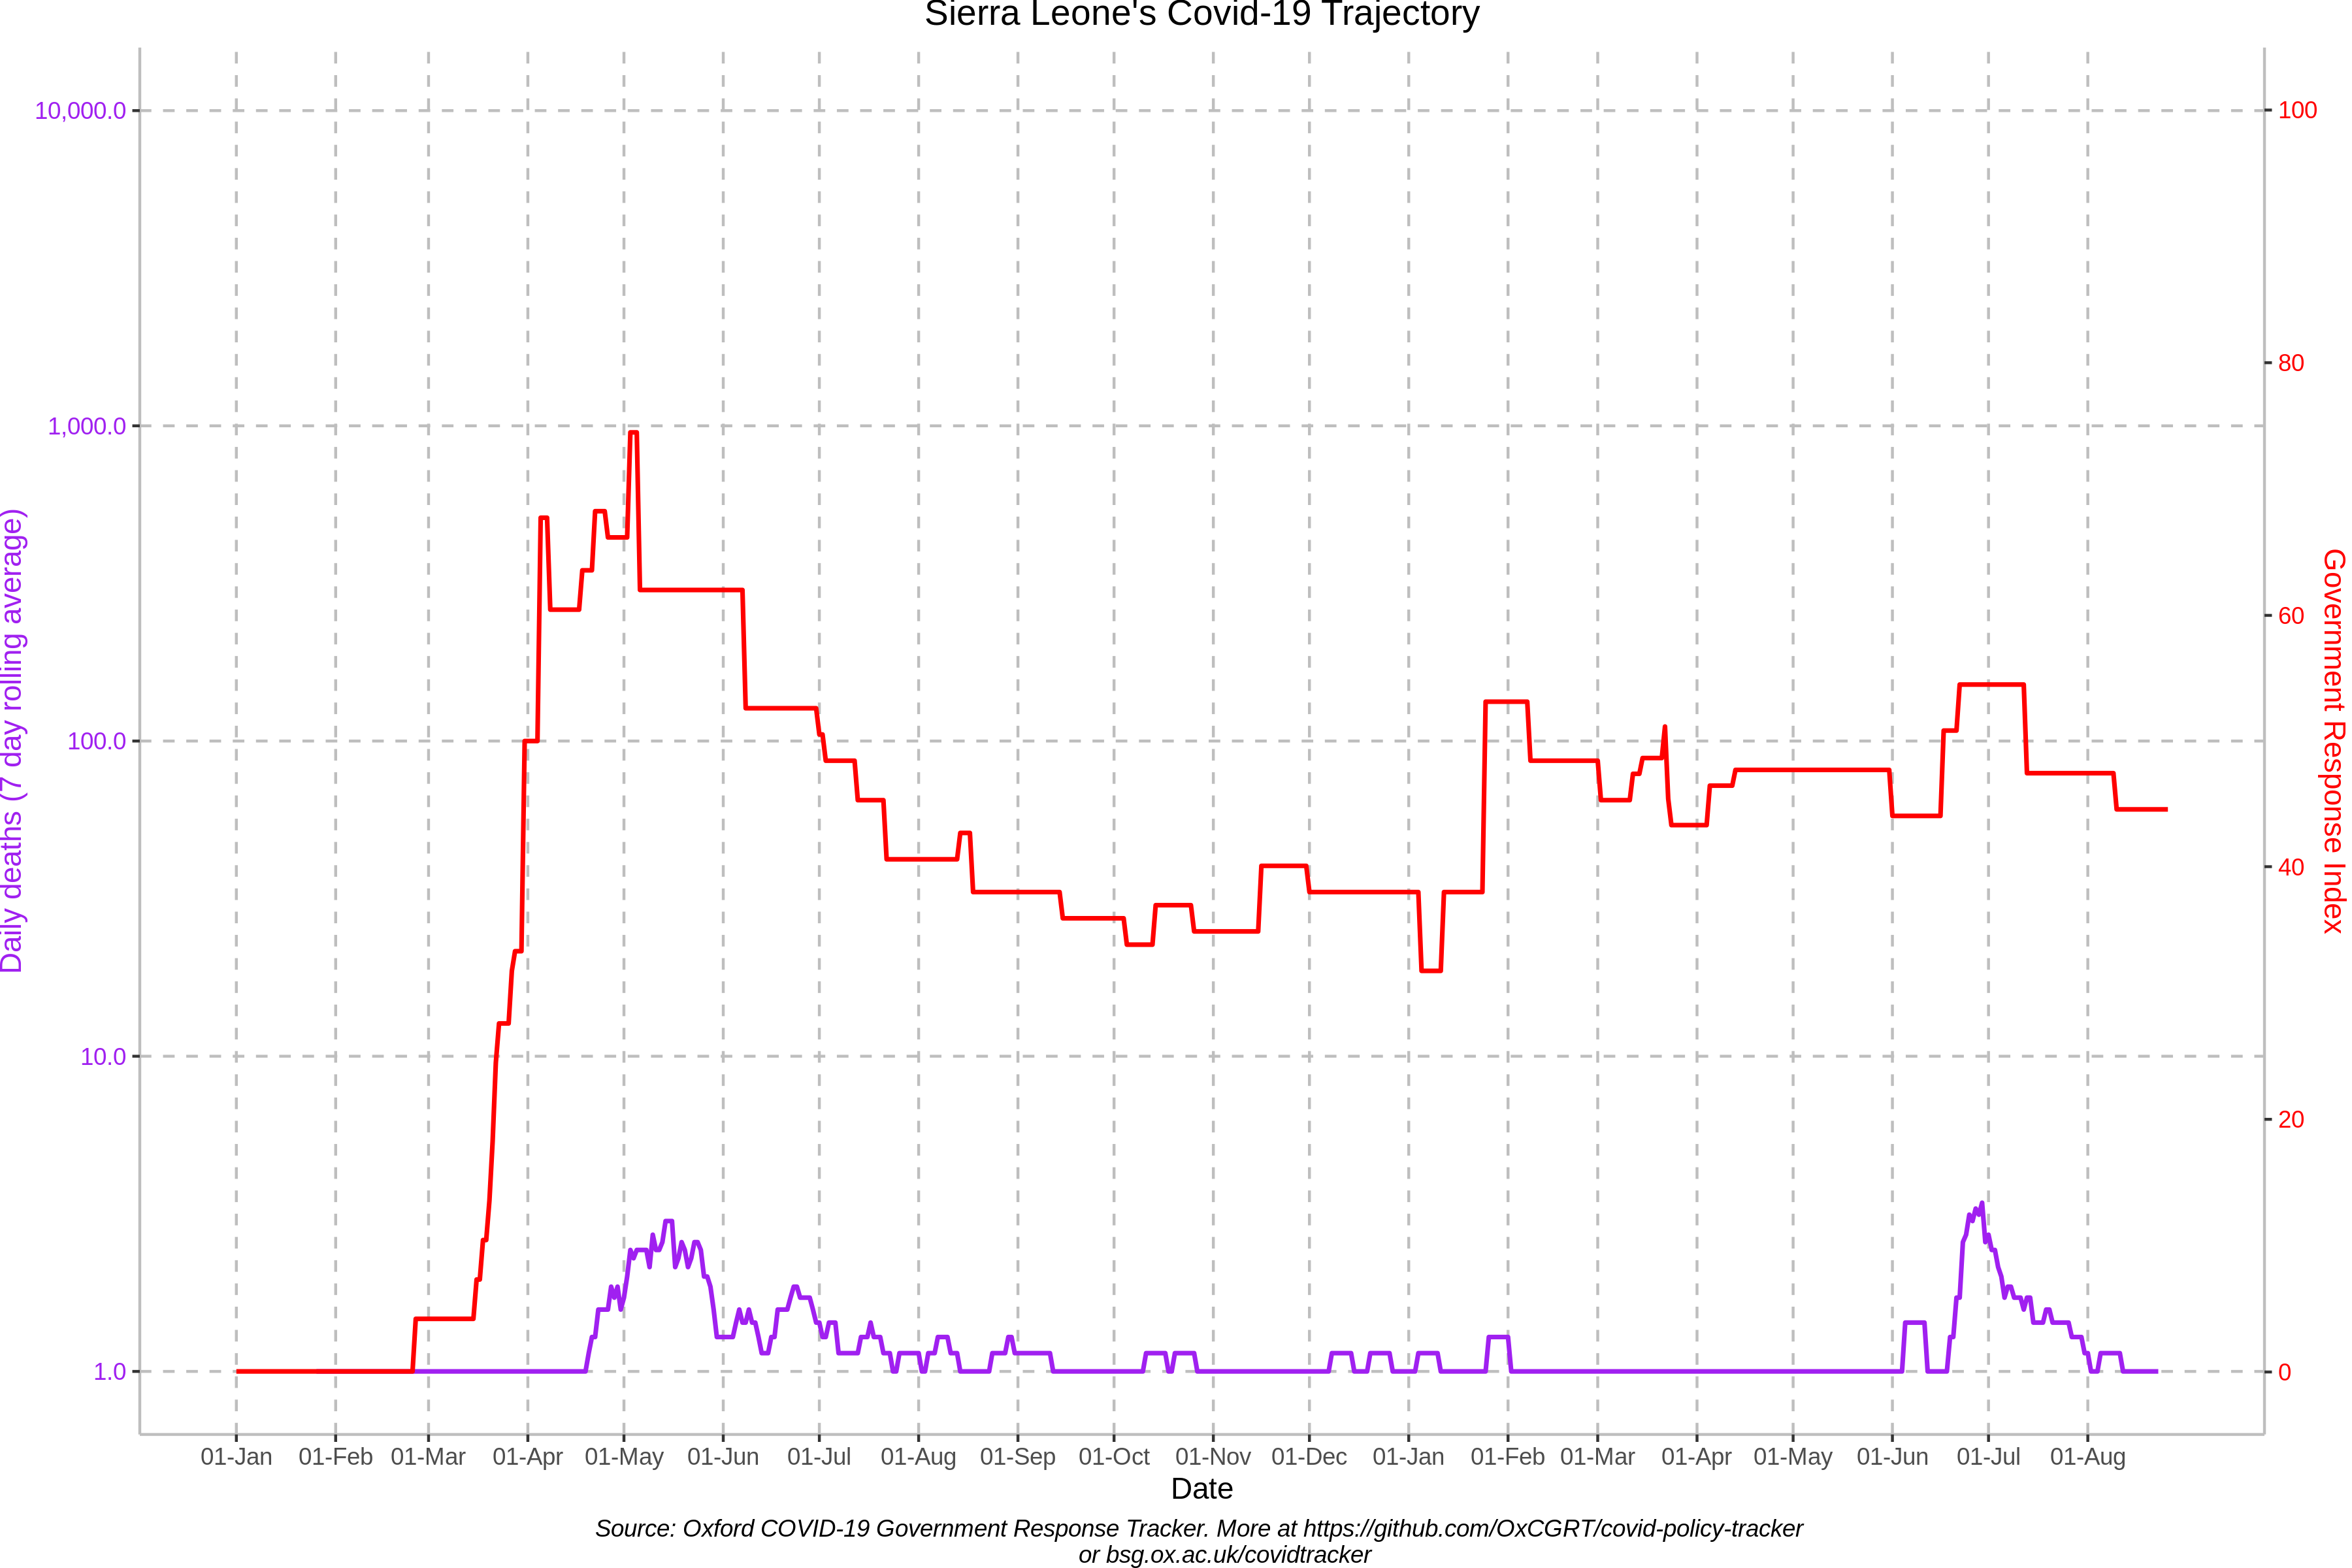 Sierra Leone's Covid-19 Trajectory
10,000.0
1,000.0
100.0
10.0
1.0
Daily deaths (7 day rolling average)
100
80
60
40
20
0
Government Response Index
01-Jan 01-Feb 01-Mar 01-Apr 01-May 01-Jun 01-Jul 01-Aug 01-Sep 01-Oct 01-Nov 01-Dec 01-Jan 01-Feb 01-Mar 01-Apr 01-May 01-Jun 01-Jul 01-Aug
Date
Source: Oxford COVID-19 Government Response Tracker. More at https://github.com/OxCGRT/covid-policy-tracker
or bsg.ox.ac.uk/covidtracker